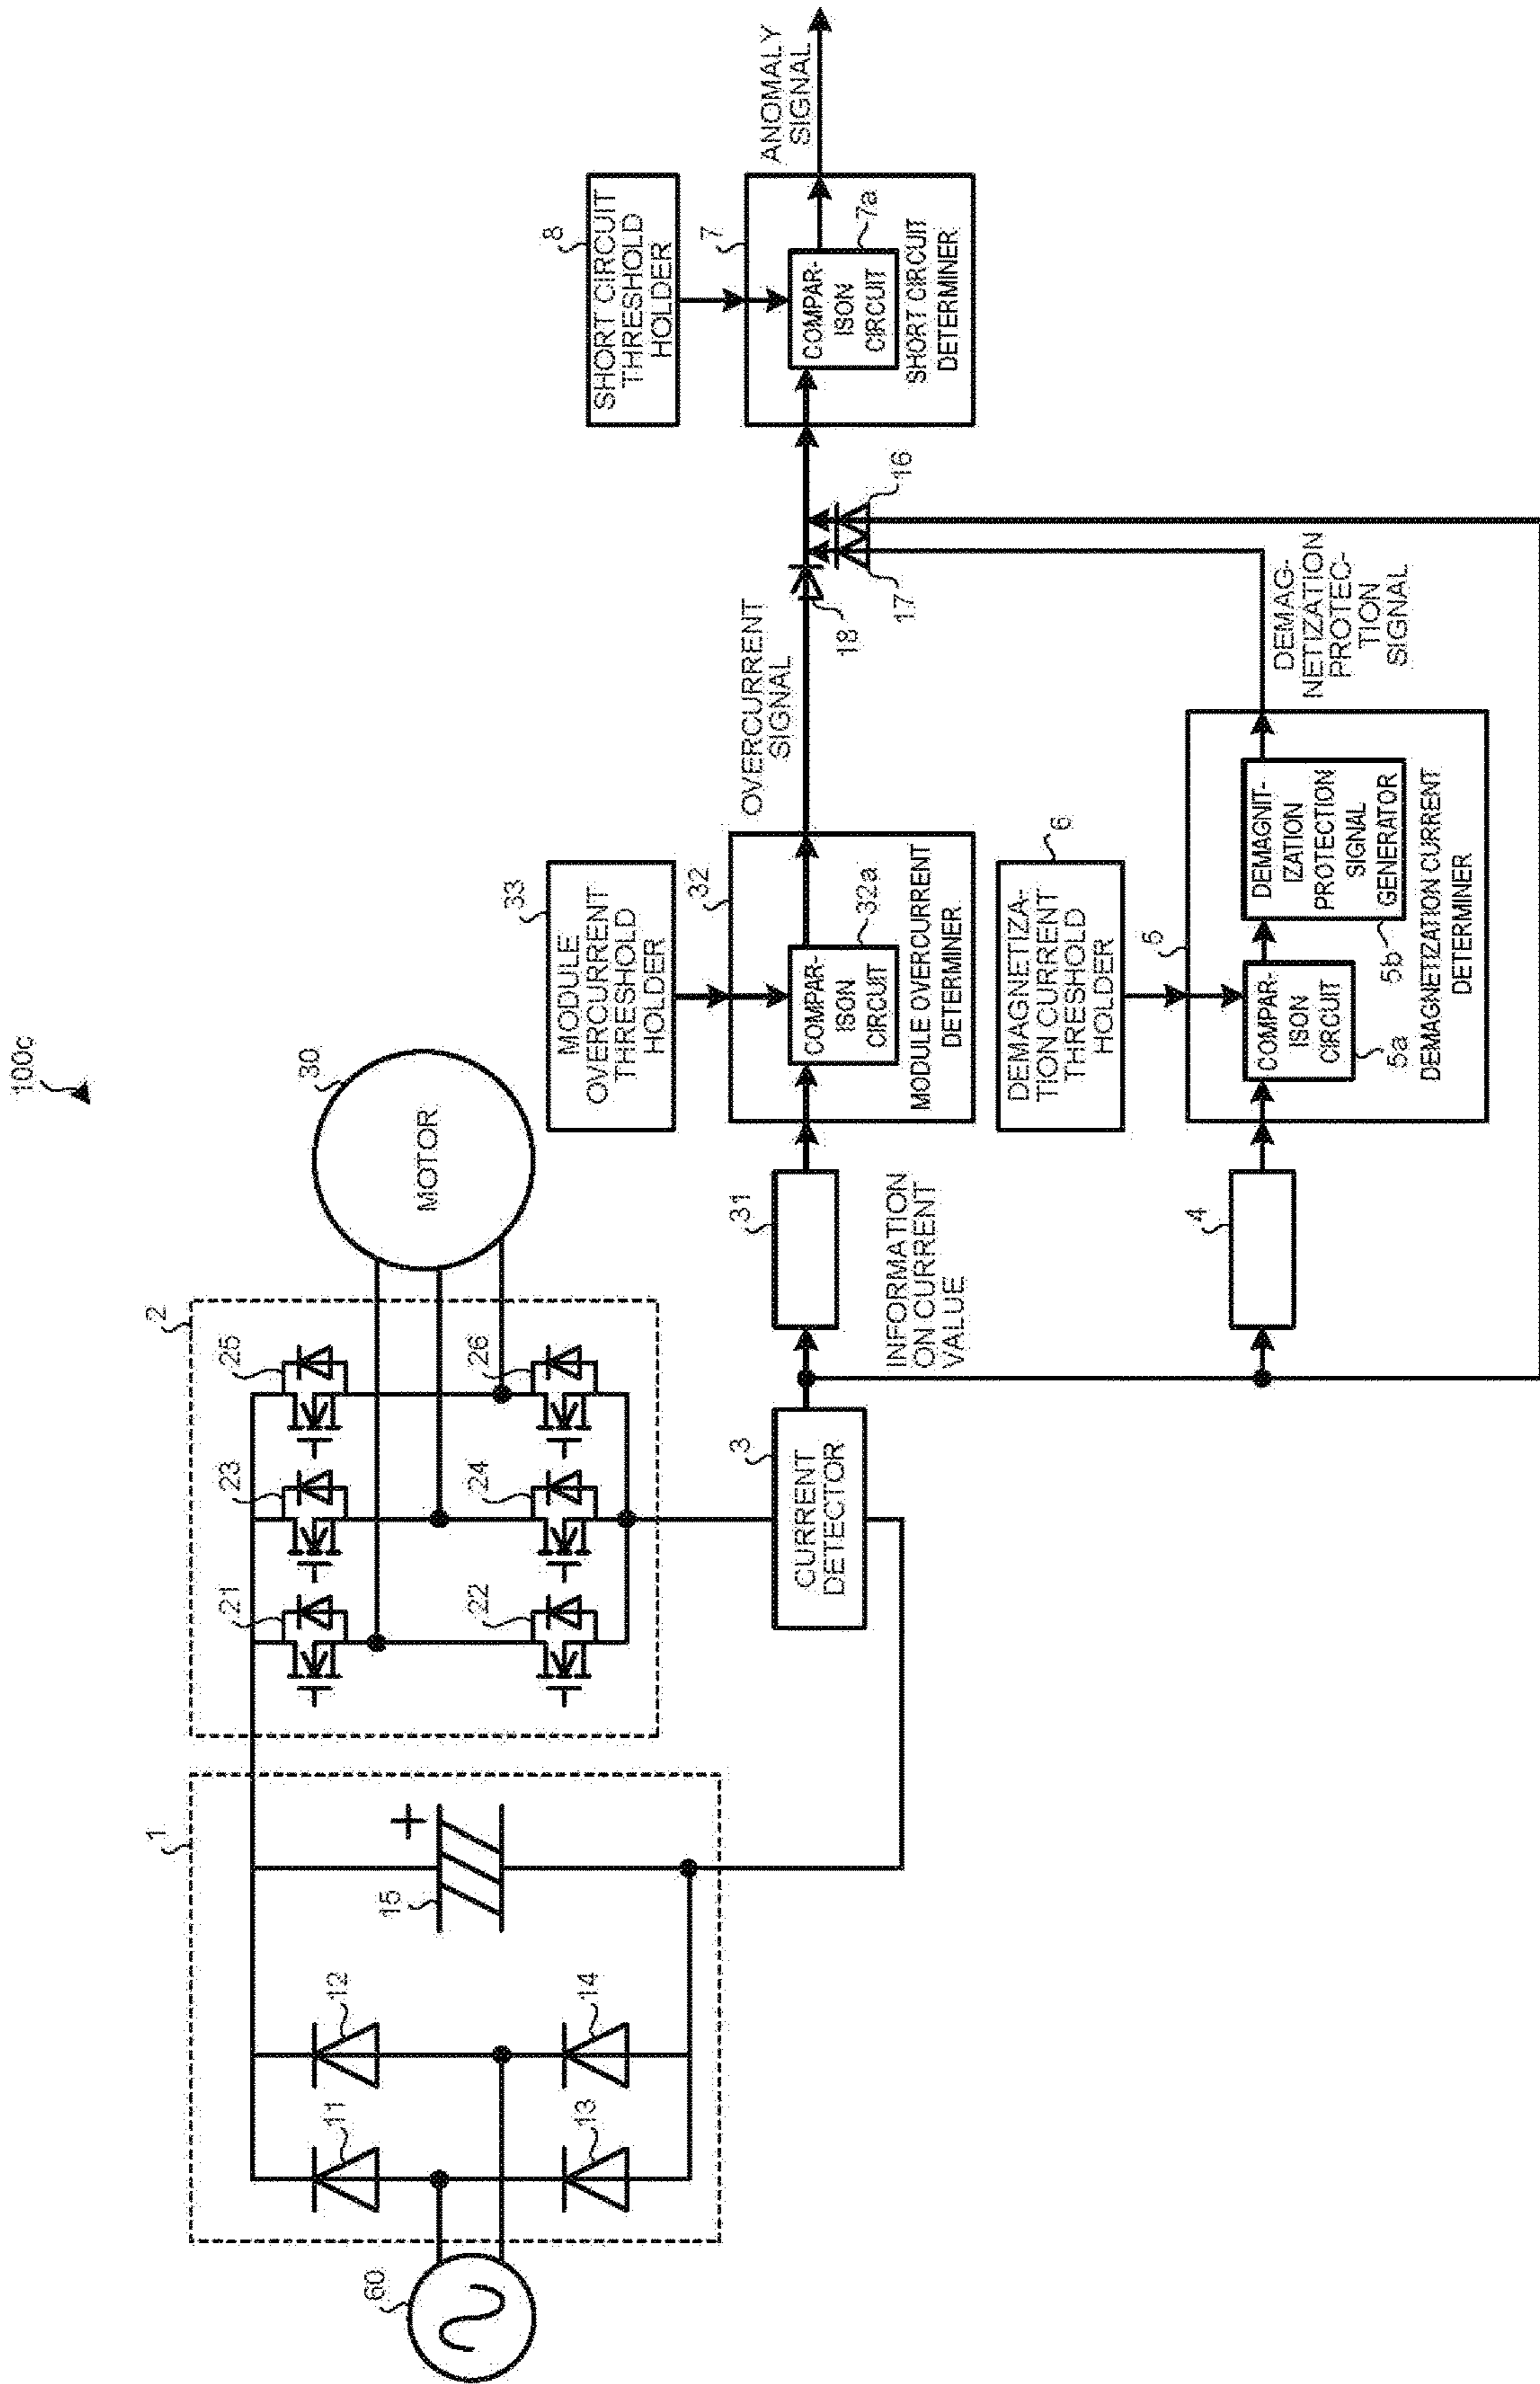 100c
60
1
11
12
13
14
15
+
2
21
23
25
22
24
26
30
MOTOR
3
CURRENT
DETECTOR
INFORMATION
ON CURRENT
VALUE
31
33
MODULE
OVERCURRENT
THRESHOLD
HOLDER
32
COMPAR-
ISON
CIRCUIT
32a
MODULE OVERCURRENT
DETERMINER
OVERCURRENT
SIGNAL
18
17
16
8
SHORT CIRCUIT
THRESHOLD
HOLDER
7
COMPAR-
ISON
CIRCUIT
7a
SHORT CIRCUIT
DETERMINER
ANOMALY
SIGNAL
4
6
DEMAGNETIZA-
TION CURRENT
THRESHOLD
HOLDER
5
COMPAR-
ISON
CIRCUIT
5a
DEMAGNIT-
IZATION
PROTECTION
SIGNAL
GENERATOR
5b
DEMAGNETIZATION CURRENT
DETERMINER
DEMAG-
NETIZATION
PROTEC-
TION
SIGNAL